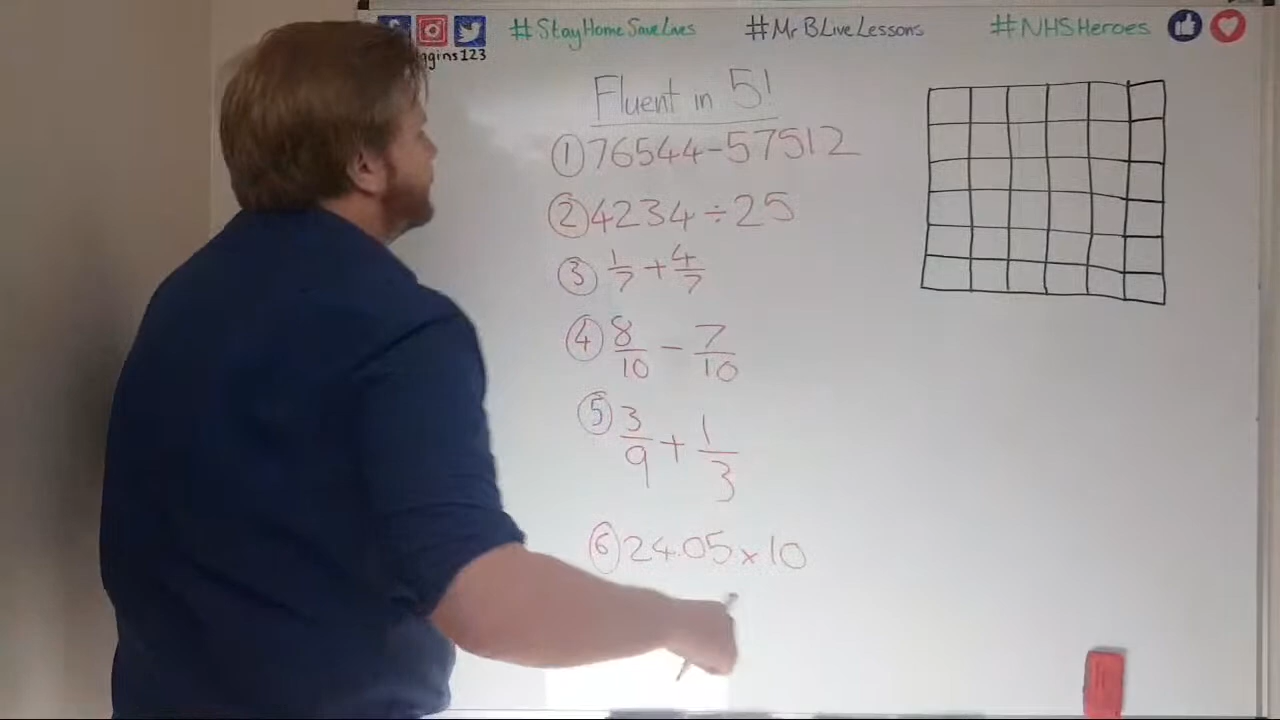 #StayHomeSaveLives #MrBLiveLessons #NHSHeroes
ggins123
Fluent in 5!
① 76544-57512
② 4234÷25
③ 1/7 + 4/7
④ 8/10 - 7/10
⑤ 3/9 + 1/3
⑥ 24.05×10